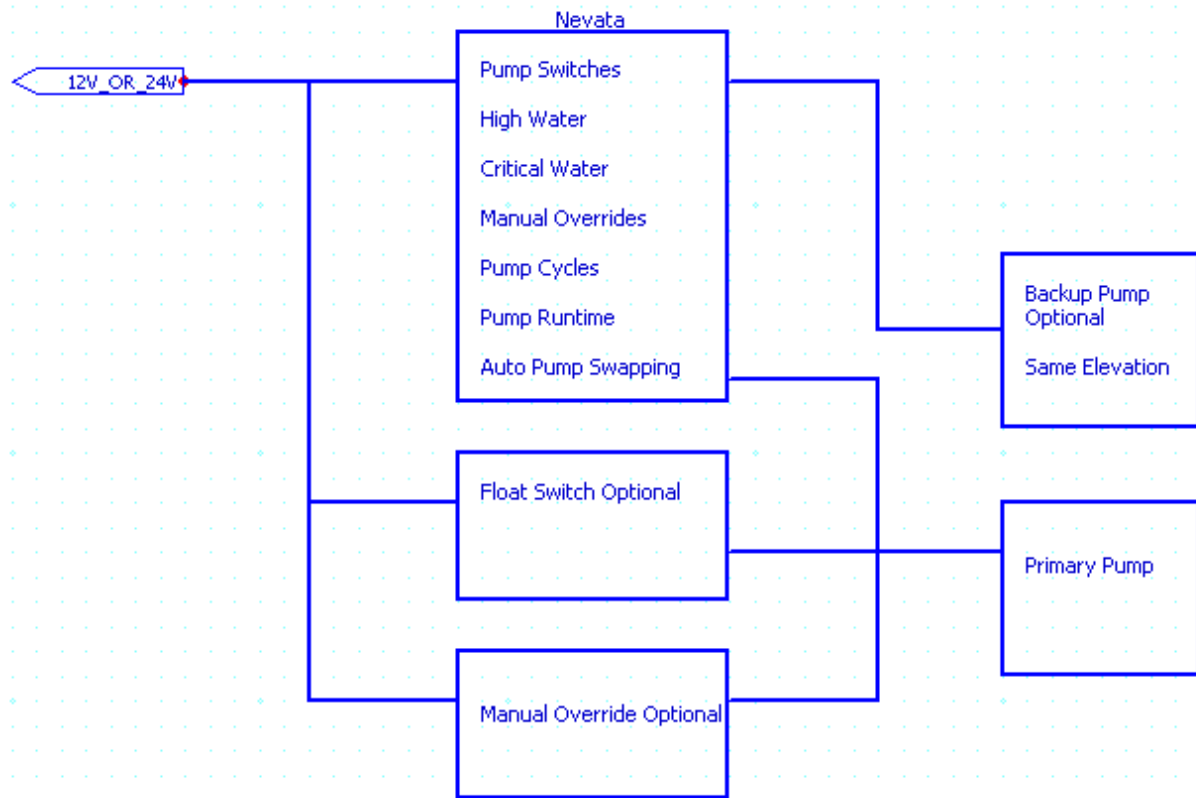 Nevata
12V_OR_24V
Pump Switches
High Water
Critical Water
Manual Overrides
Pump Cycles
Pump Runtime
Auto Pump Swapping
Backup Pump
Optional
Same Elevation
Float Switch Optional
Primary Pump
Manual Override Optional